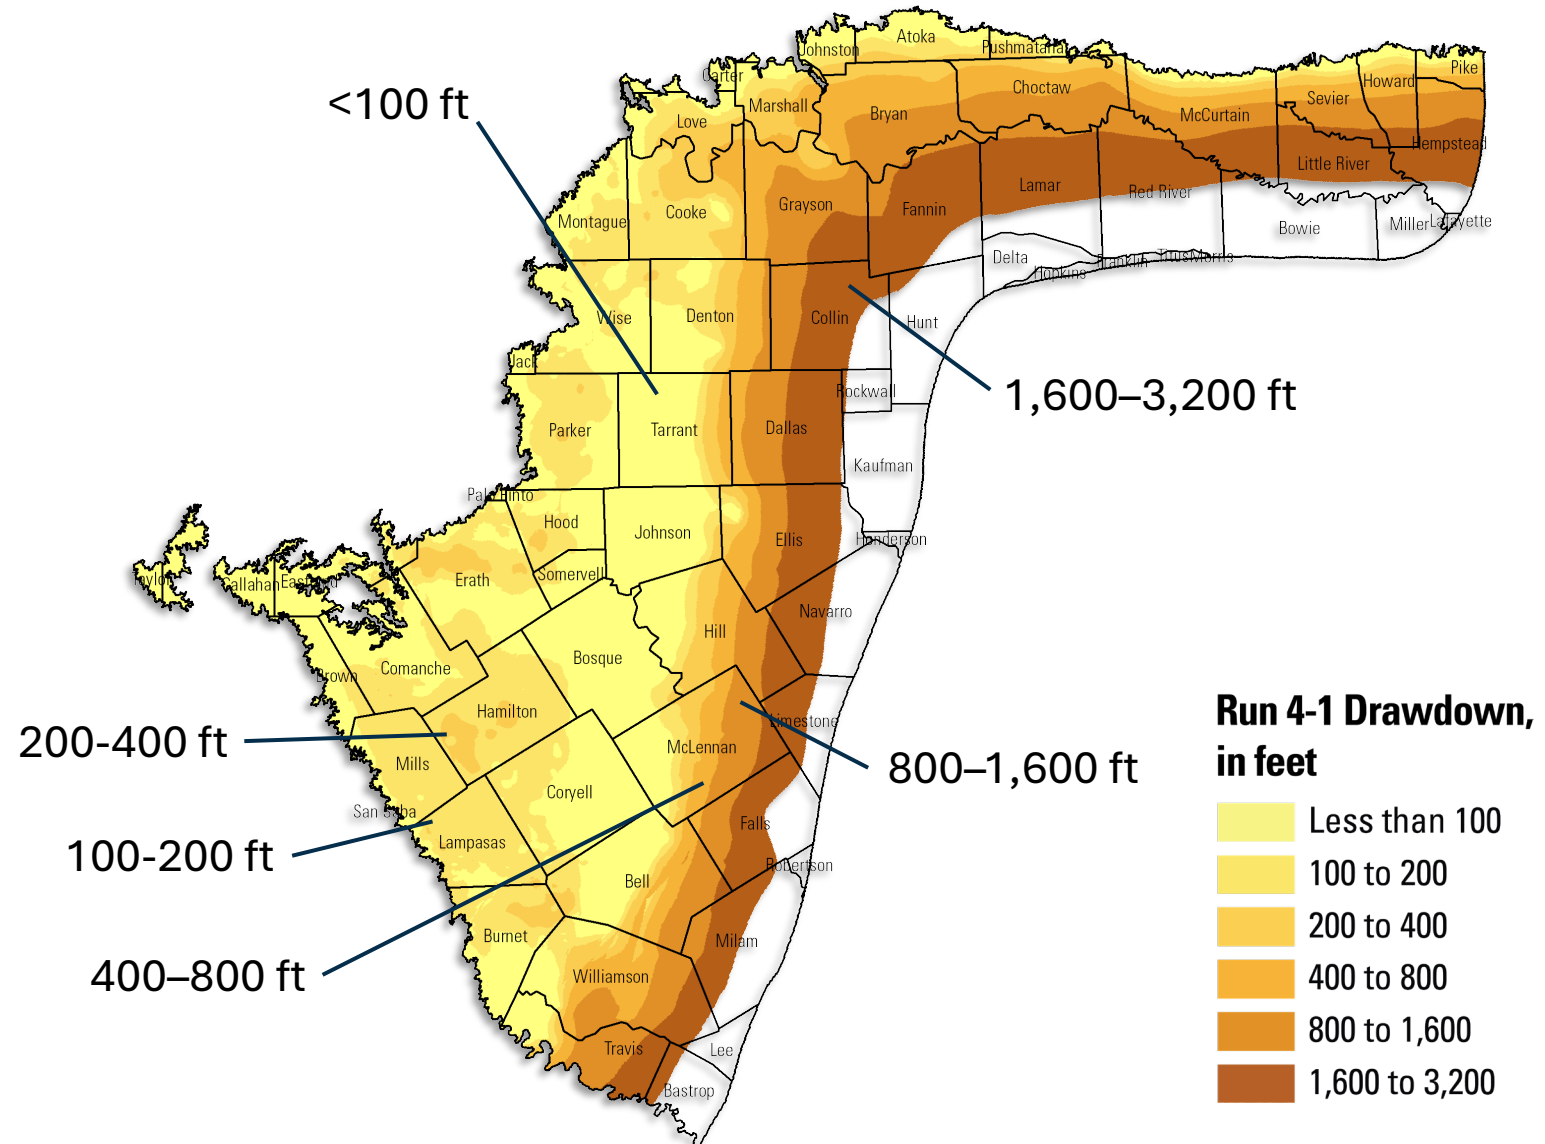 Atoka
Johnston
Pushmataha
Carter
Pike
Howard
Choctaw
Marshall
Sevier
Bryan
McCurtain
Love
<100 ft
Hempstead
Little River
Lamar
Red River
Grayson
Fannin
Cooke
Montague
Miller
Lafayette
Bowie
Delta
Franklin
Titus
Morris
Hopkins
Wise
Denton
Collin
Hunt
Jack
Rockwall
1,600–3,200 ft
Parker
Tarrant
Dallas
Kaufman
Palo Pinto
Hood
Johnson
Ellis
Henderson
Taylor
Callahan
Eastland
Erath
Somervell
Navarro
Hill
Bosque
Comanche
Brown
Hamilton
Limestone
Run 4-1 Drawdown,
in feet
200-400 ft
McLennan
Mills
800–1,600 ft
Coryell
San Saba
Less than 100
Falls
Lampasas
100-200 ft
Robertson
100 to 200
Bell
200 to 400
Burnet
Milam
400–800 ft
Williamson
400 to 800
800 to 1,600
Travis
Lee
1,600 to 3,200
Bastrop